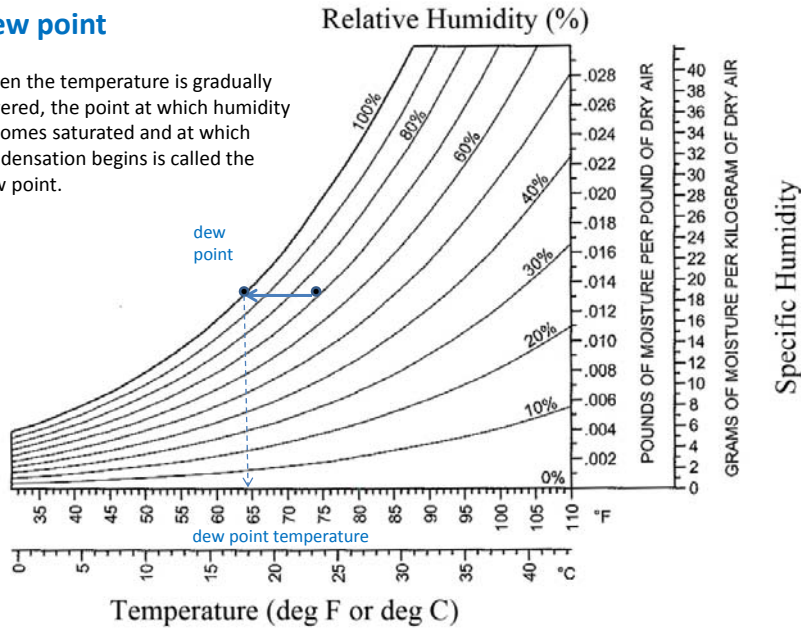 ew point
Relative Humidity (%)
en the temperature is gradually
ered, the point at which humidity
omes saturated and at which
densation begins is called the
w point.
dew
point
100%
80%
60%
40%
30%
20%
10%
0%
.028
.026
.024
.022
.020
.018
.016
.014
.012
.010
.008
.006
.004
.002
POUNDS OF MOISTURE PER POUND OF DRY AIR
40
38
36
34
32
30
28
26
24
22
20
18
16
14
12
10
8
6
4
2
0
GRAMS OF MOISTURE PER KILOGRAM OF DRY AIR
Specific Humidity
35 40 45 50 55 60 65 70 75 80 85 90 95 100 105 110 °F
dew point temperature
0 5 10 15 20 25 30 35 40 °C
Temperature (deg F or deg C)